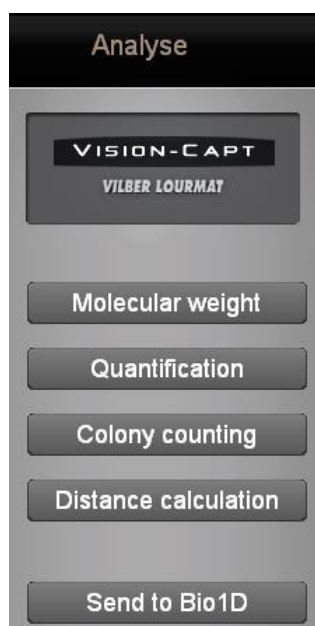 Analyse
VISION-CAPT
VILBER LOURMAT
Molecular weight
Quantification
Colony counting
Distance calculation
Send to Bio1D